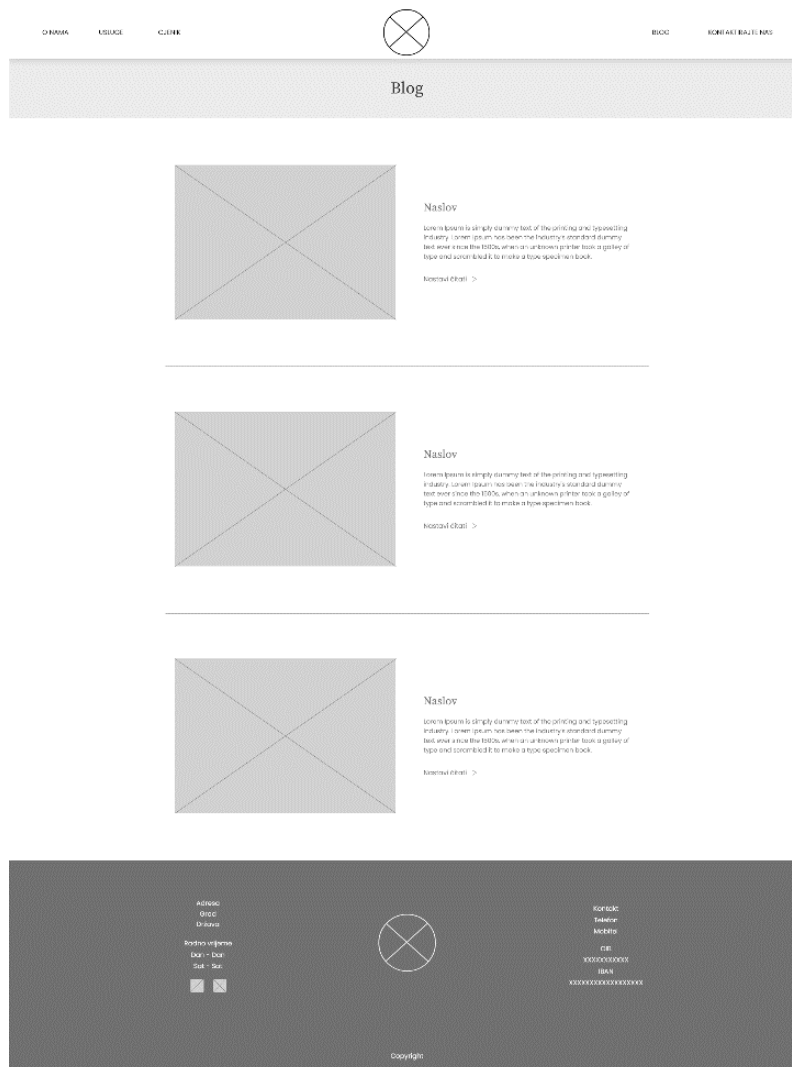 O NAMA
USLUGE
CJENIK
BLOG
KONTAKTIRAJTE NAS
Blog
Naslov
Lorem Ipsum is simply dummy text of the printing and typesetting
industry. Lorem Ipsum has been the industry's standard dummy
text ever since the 1500s, when an unknown printer took a galley of
type and scrambled it to make a type specimen book.
Nastavi čitati >
Naslov
Lorem Ipsum is simply dummy text of the printing and typesetting
industry. Lorem Ipsum has been the industry's standard dummy
text ever since the 1500s, when an unknown printer took a galley of
type and scrambled it to make a type specimen book.
Nastavi čitati >
Naslov
Lorem Ipsum is simply dummy text of the printing and typesetting
industry. Lorem Ipsum has been the industry's standard dummy
text ever since the 1500s, when an unknown printer took a galley of
type and scrambled it to make a type specimen book.
Nastavi čitati >
Adresa
Grad
Država
Radno vrijeme
Dan - Dan
Sat - Sat
Kontakt
Telefon
Mobitel
OIB
XXXXXXXXXXX
IBAN
Copyright